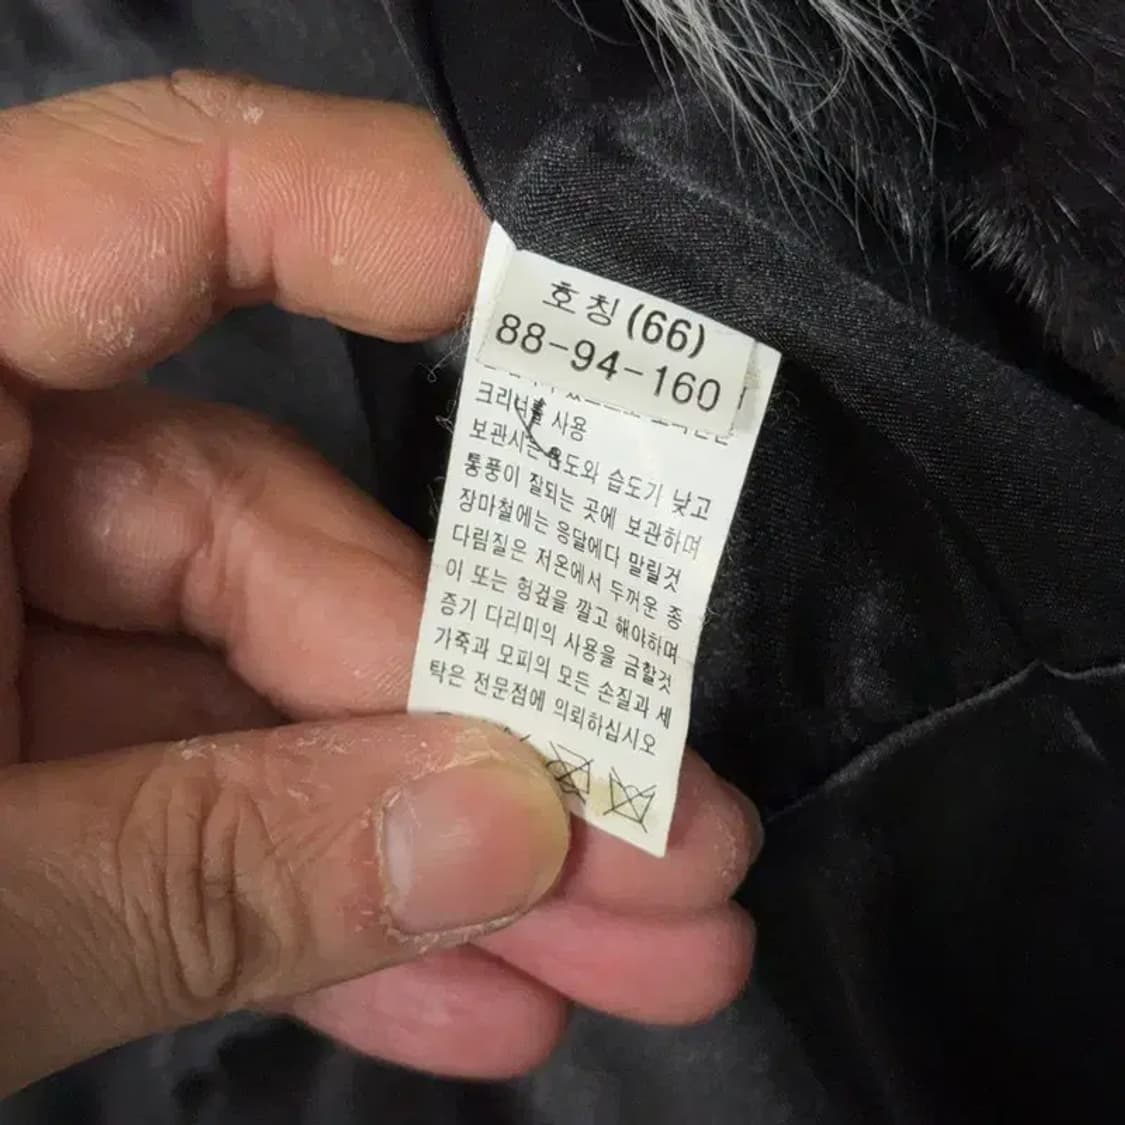 호칭(66)
88-94-160
크리너를 사용
보관시는 온도와 습도가 낮고
통풍이 잘되는 곳에 보관하며
장마철에는 응달에다 말릴것
다림질은 저온에서 두꺼운 종
이 또는 헝겊을 깔고 해야하며
증기 다리미의 사용을 금할것
가죽과 모피의 모든 손질과 세
탁은 전문점에 의뢰하십시오